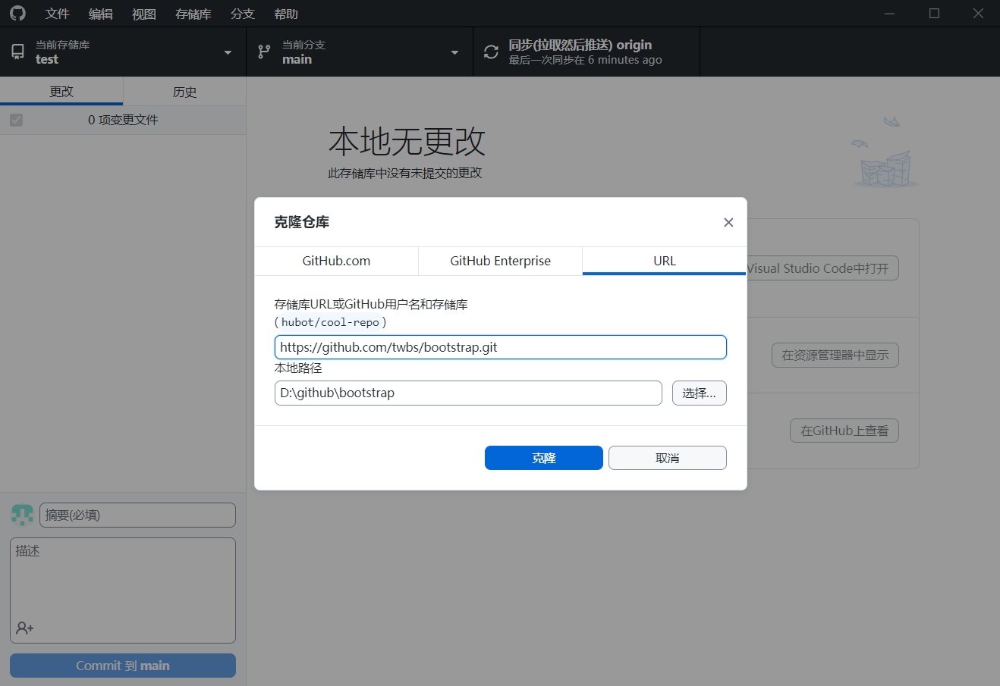 文件 编辑 视图 存储库 分支 帮助
当前存储库
test
当前分支
main
同步(拉取然后推送) origin
最后一次同步在 6 minutes ago
更改 历史
0 项变更文件
本地无更改
此存储库中没有未提交的更改
克隆仓库
GitHub.com GitHub Enterprise URL
Visual Studio Code中打开
存储库URL或GitHub用户名和存储库
(hubot/cool-repo)
https://github.com/twbs/bootstrap.git
在资源管理器中显示
本地路径
D:\github\bootstrap 选择...
在GitHub上查看
克隆 取消
摘要(必填)
描述
Commit 到 main